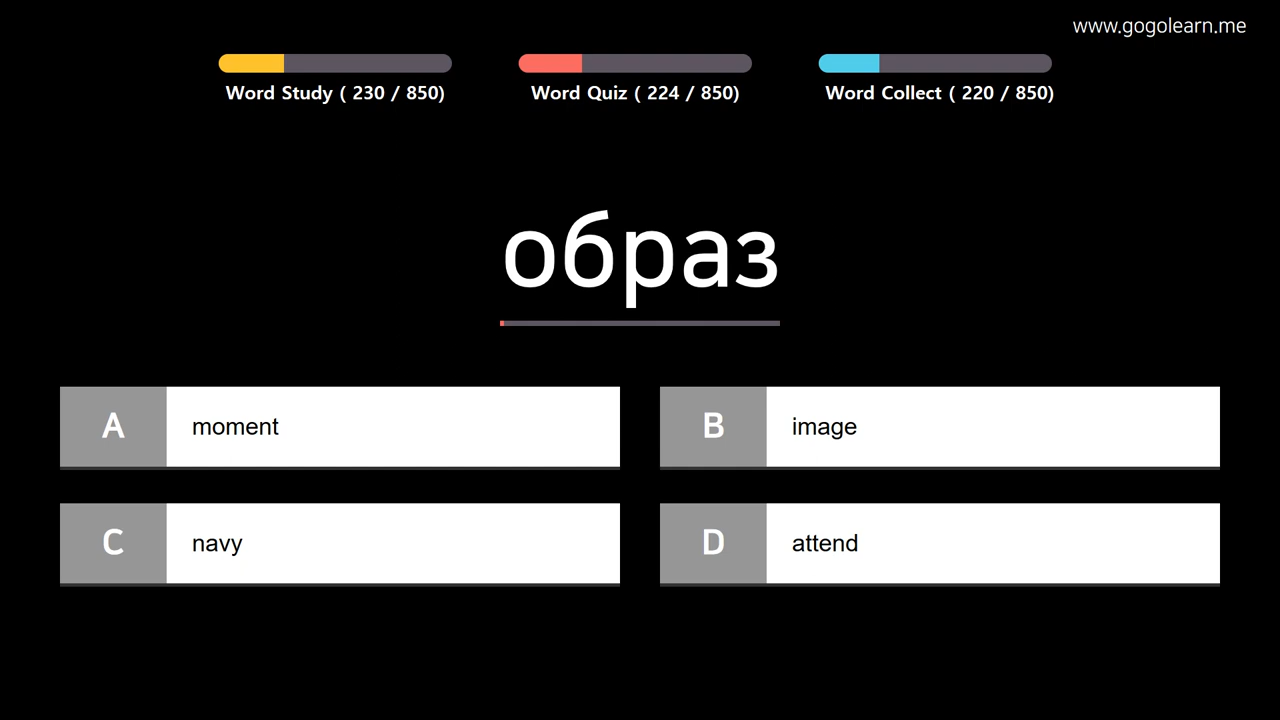 www.gogolearn.me
Word Study ( 230 / 850)
Word Quiz ( 224 / 850)
Word Collect ( 220 / 850)
образ
A moment
B image
C navy
D attend